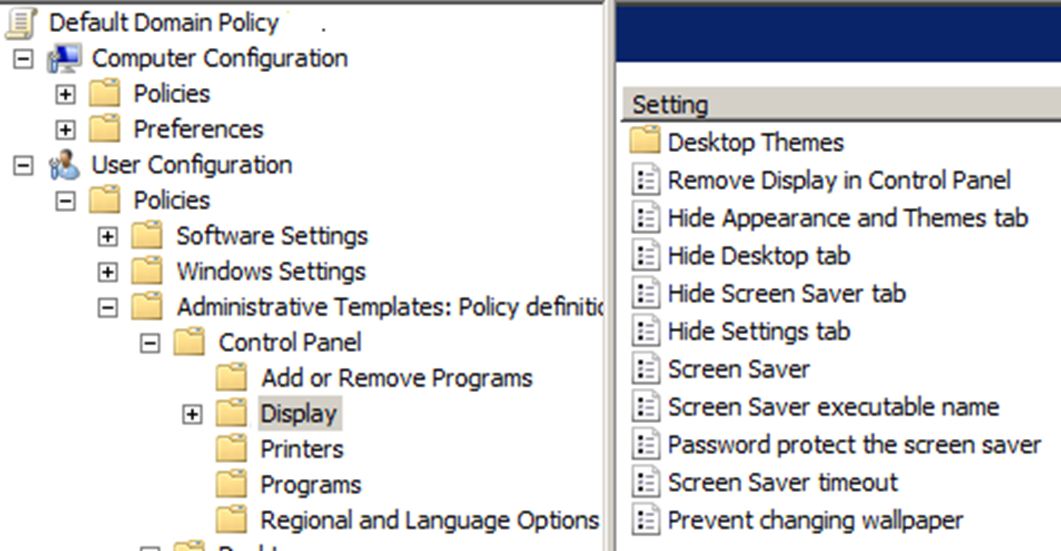 Default Domain Policy .
Computer Configuration
Policies
Preferences
User Configuration
Policies
Software Settings
Windows Settings
Administrative Templates: Policy definitio
Control Panel
Add or Remove Programs
Display
Printers
Programs
Regional and Language Options
Setting
Desktop Themes
Remove Display in Control Panel
Hide Appearance and Themes tab
Hide Desktop tab
Hide Screen Saver tab
Hide Settings tab
Screen Saver
Screen Saver executable name
Password protect the screen saver
Screen Saver timeout
Prevent changing wallpaper